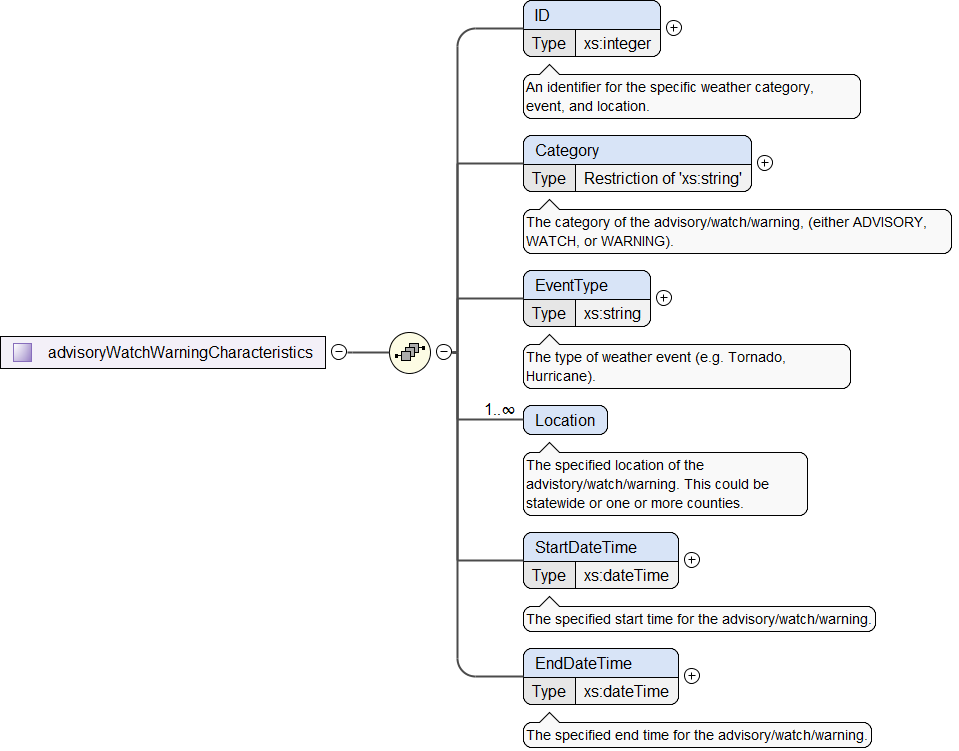 ID
Type xs:integer
An identifier for the specific weather category,
event, and location.
Category
Type Restriction of 'xs:string'
The category of the advisory/watch/warning, (either ADVISORY,
WATCH, or WARNING).
EventType
Type xs:string
The type of weather event (e.g. Tornado,
Hurricane).
advisoryWatchWarningCharacteristics
1..∞
Location
The specified location of the
advistory/watch/warning. This could be
statewide or one or more counties.
StartDateTime
Type xs:dateTime
The specified start time for the advisory/watch/warning.
EndDateTime
Type xs:dateTime
The specified end time for the advisory/watch/warning.